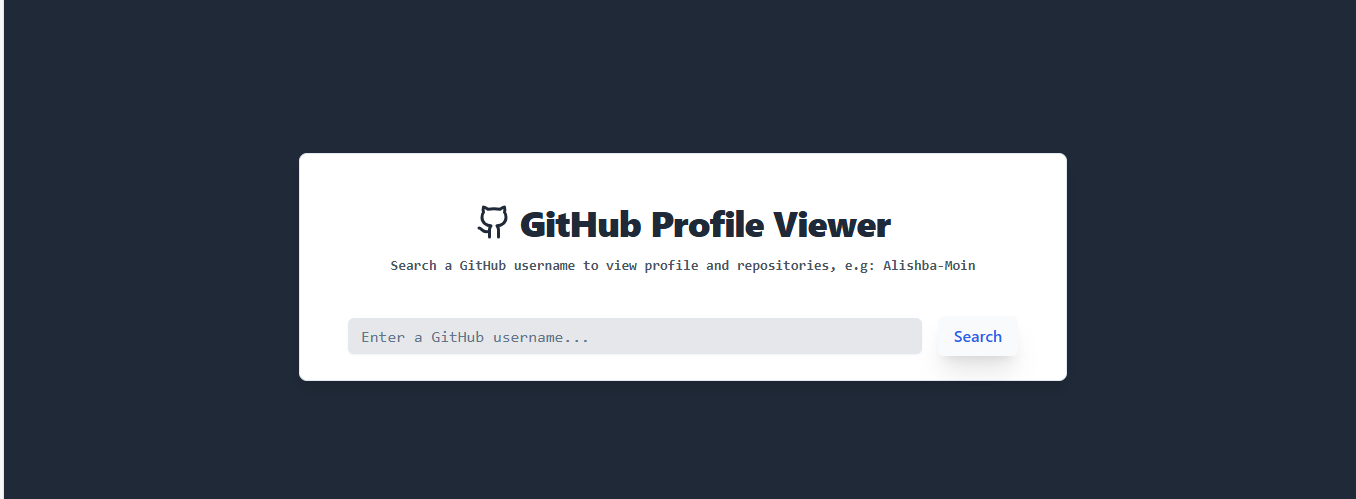 GitHub Profile Viewer
Search a GitHub username to view profile and repositories, e.g: Alishba-Moin
Enter a GitHub username...
Search